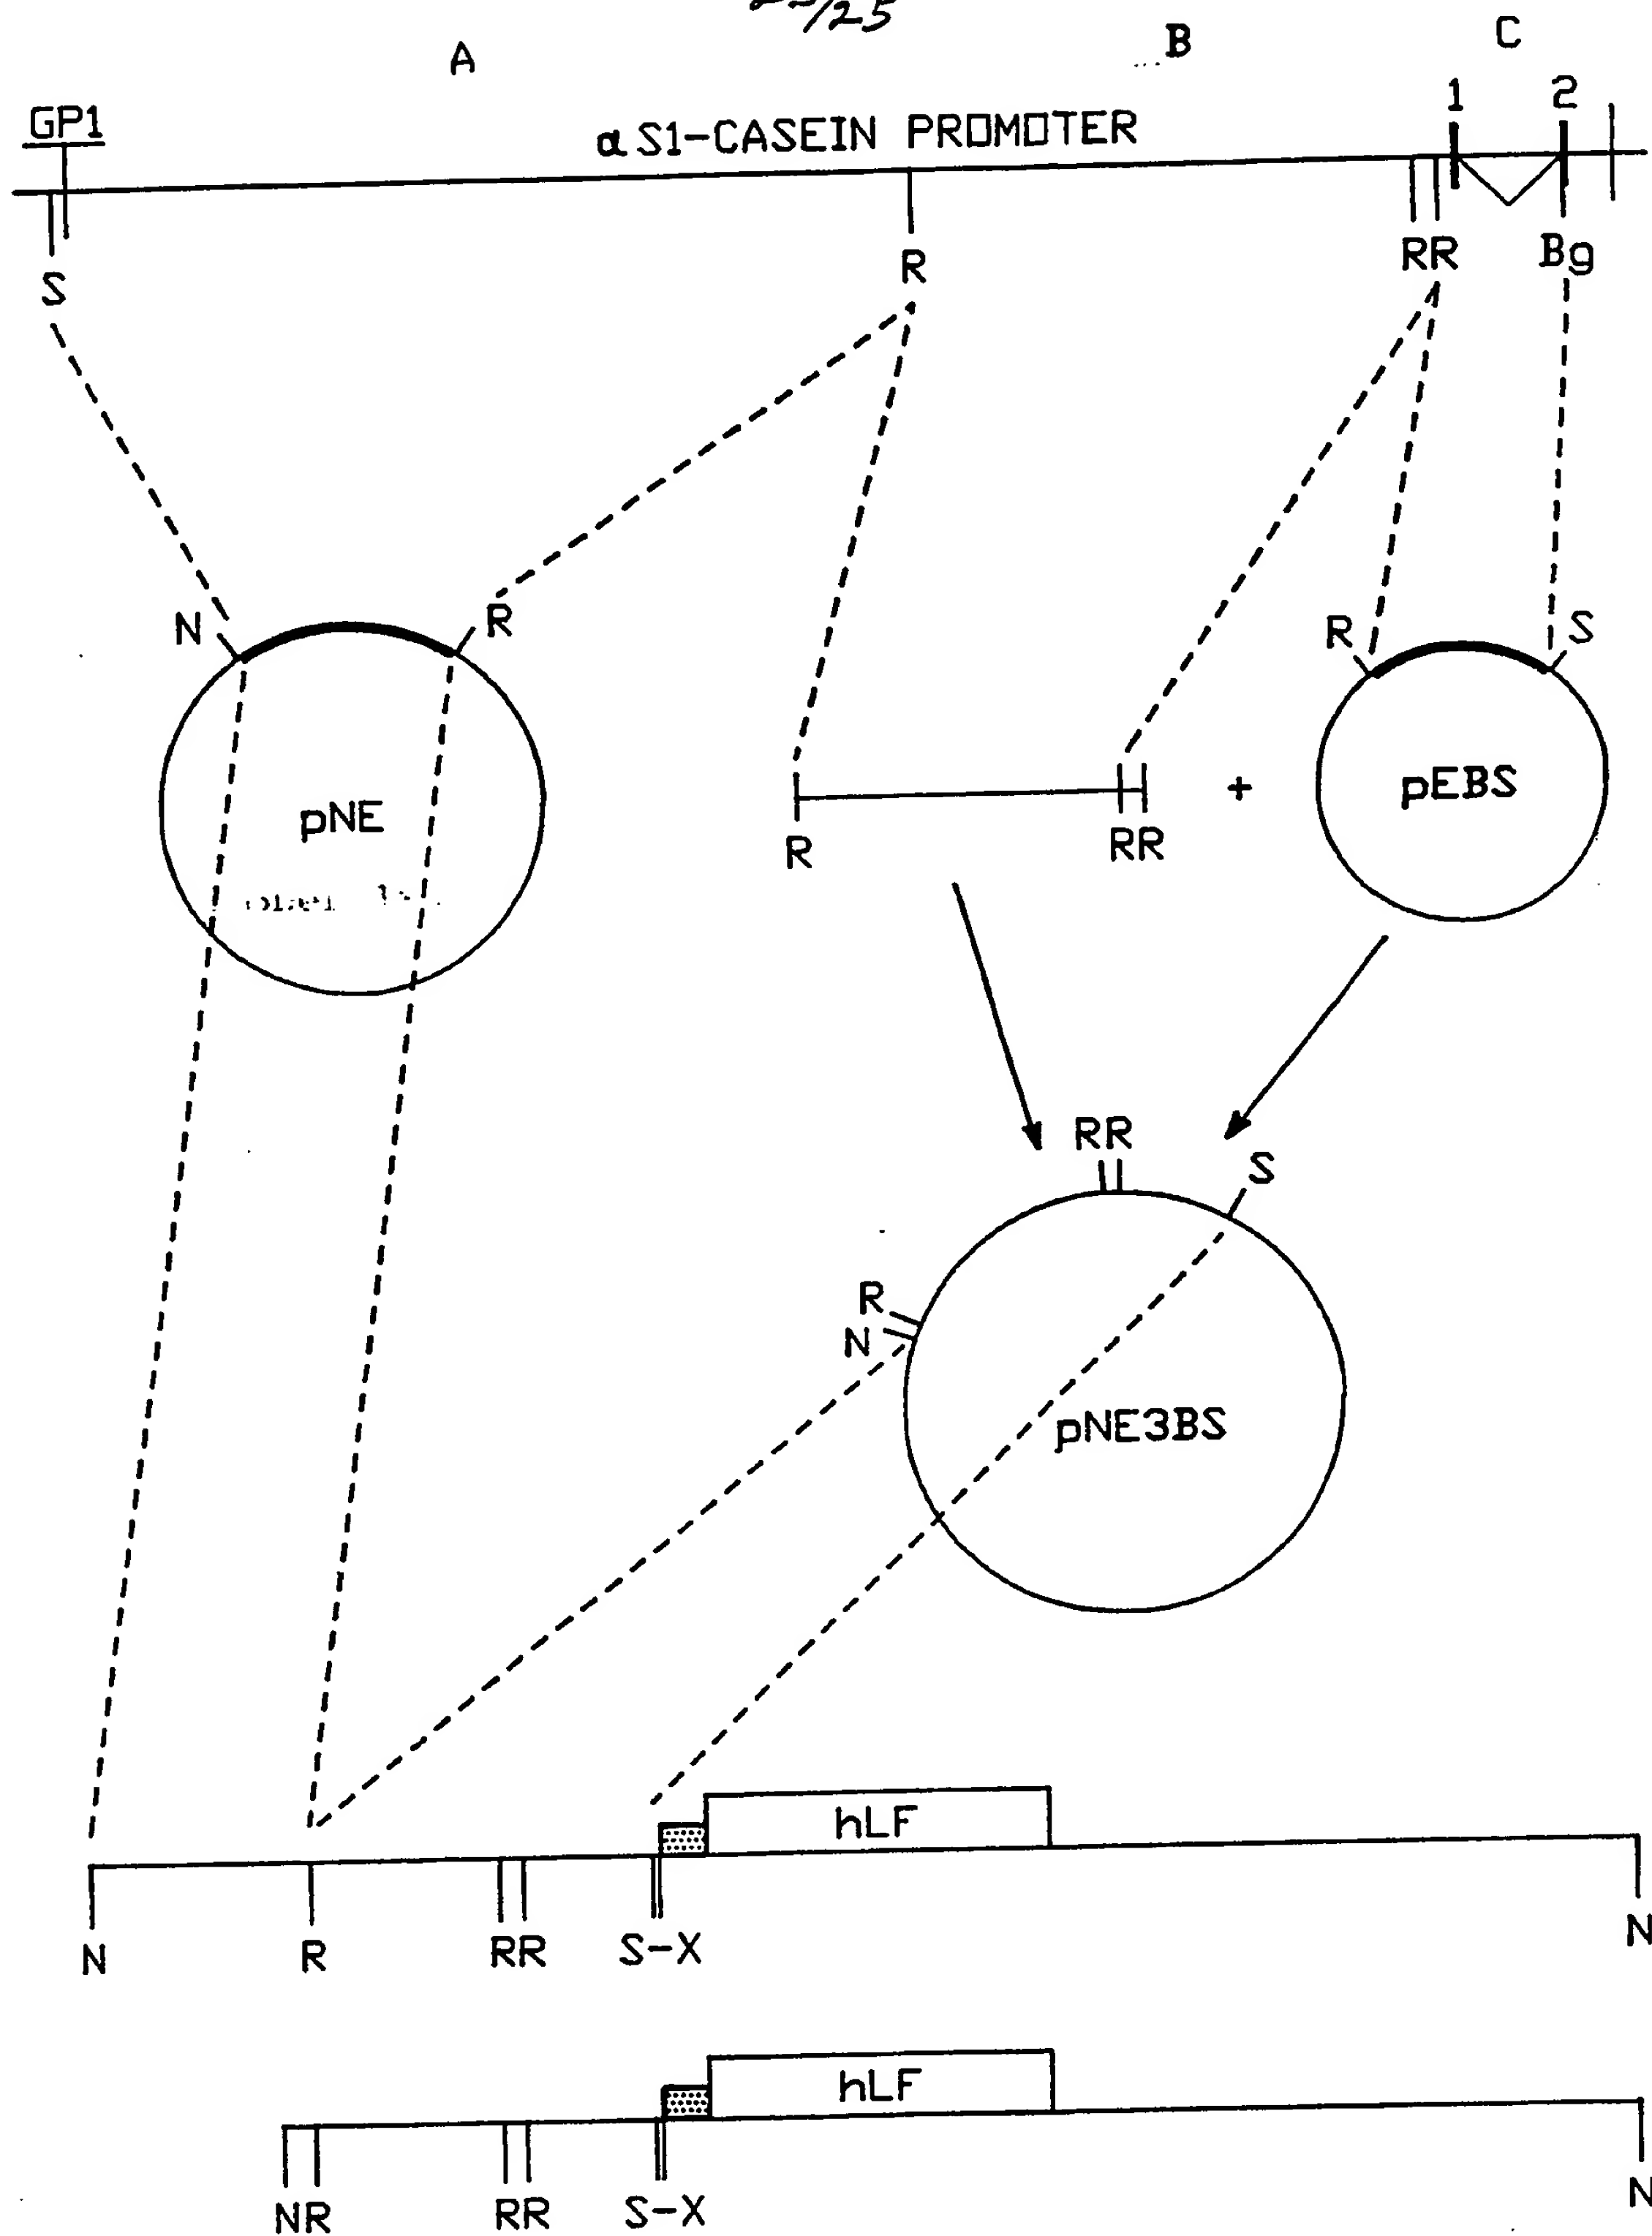 A B C
GP1 αS1-CASEIN PROMOTER 1 2
S R RR Bg
N R R S
pNE pEBS
R RR +
RR
S
R
N
pNE3BS
hLF
N R RR S-X N
hLF
NR RR S-X N